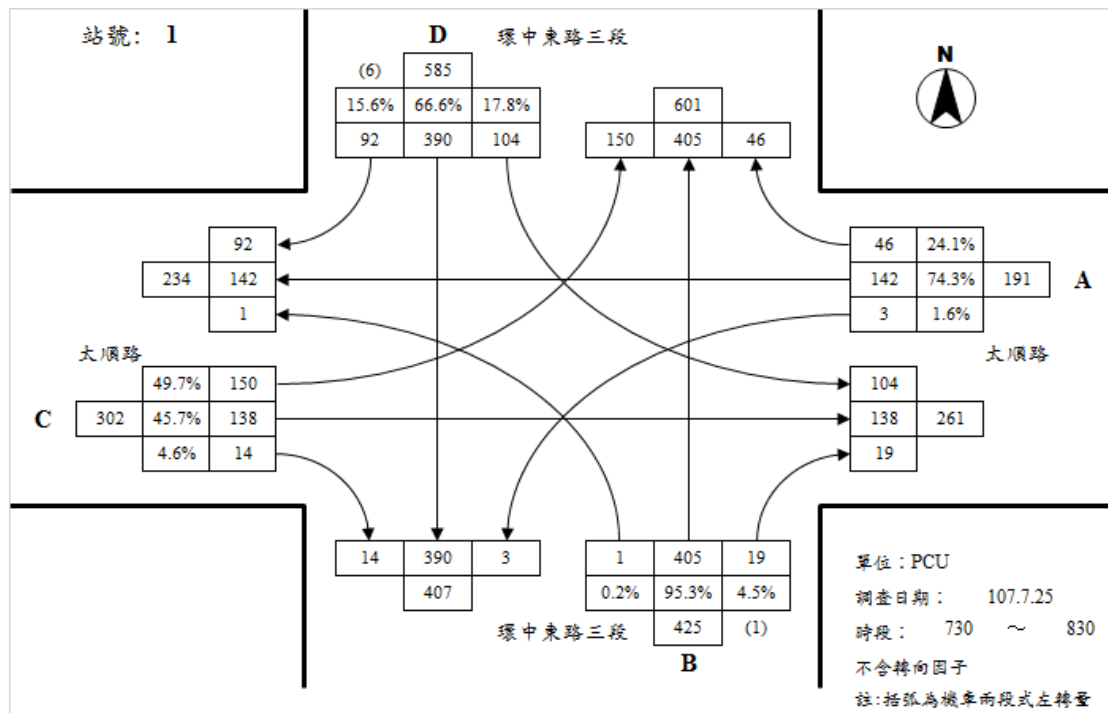 站號: 1
D 環中東路三段
(6) 585
15.6% 66.6% 17.8%
92 390 104
601
150 405 46
N
92
234 142
1
46 24.1%
142 74.3% 191
3 1.6%
A
太順路
太順路
49.7% 150
C 302 45.7% 138
4.6% 14
104
138 261
19
14 390 3
407
1 405 19
0.2% 95.3% 4.5%
425 (1)
環中東路三段
B
單位：PCU
調查日期： 107.7.25
時段： 730 ～ 830
不含轉向因子
註:括弧為機車兩段式左轉量